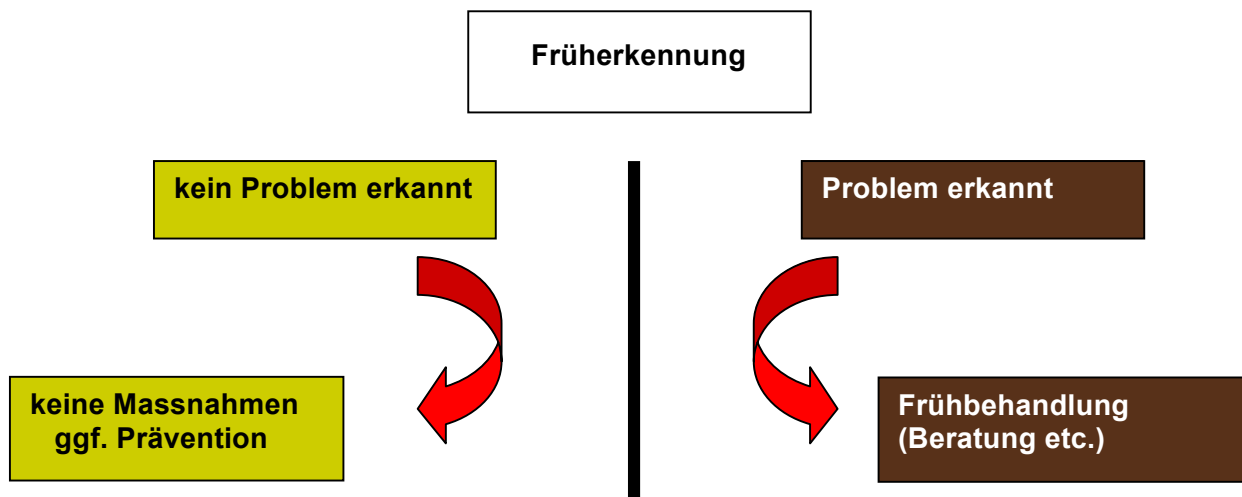 Früherkennung
kein Problem erkannt
Problem erkannt
keine Massnahmen
ggf. Prävention
Frühbehandlung
(Beratung etc.)